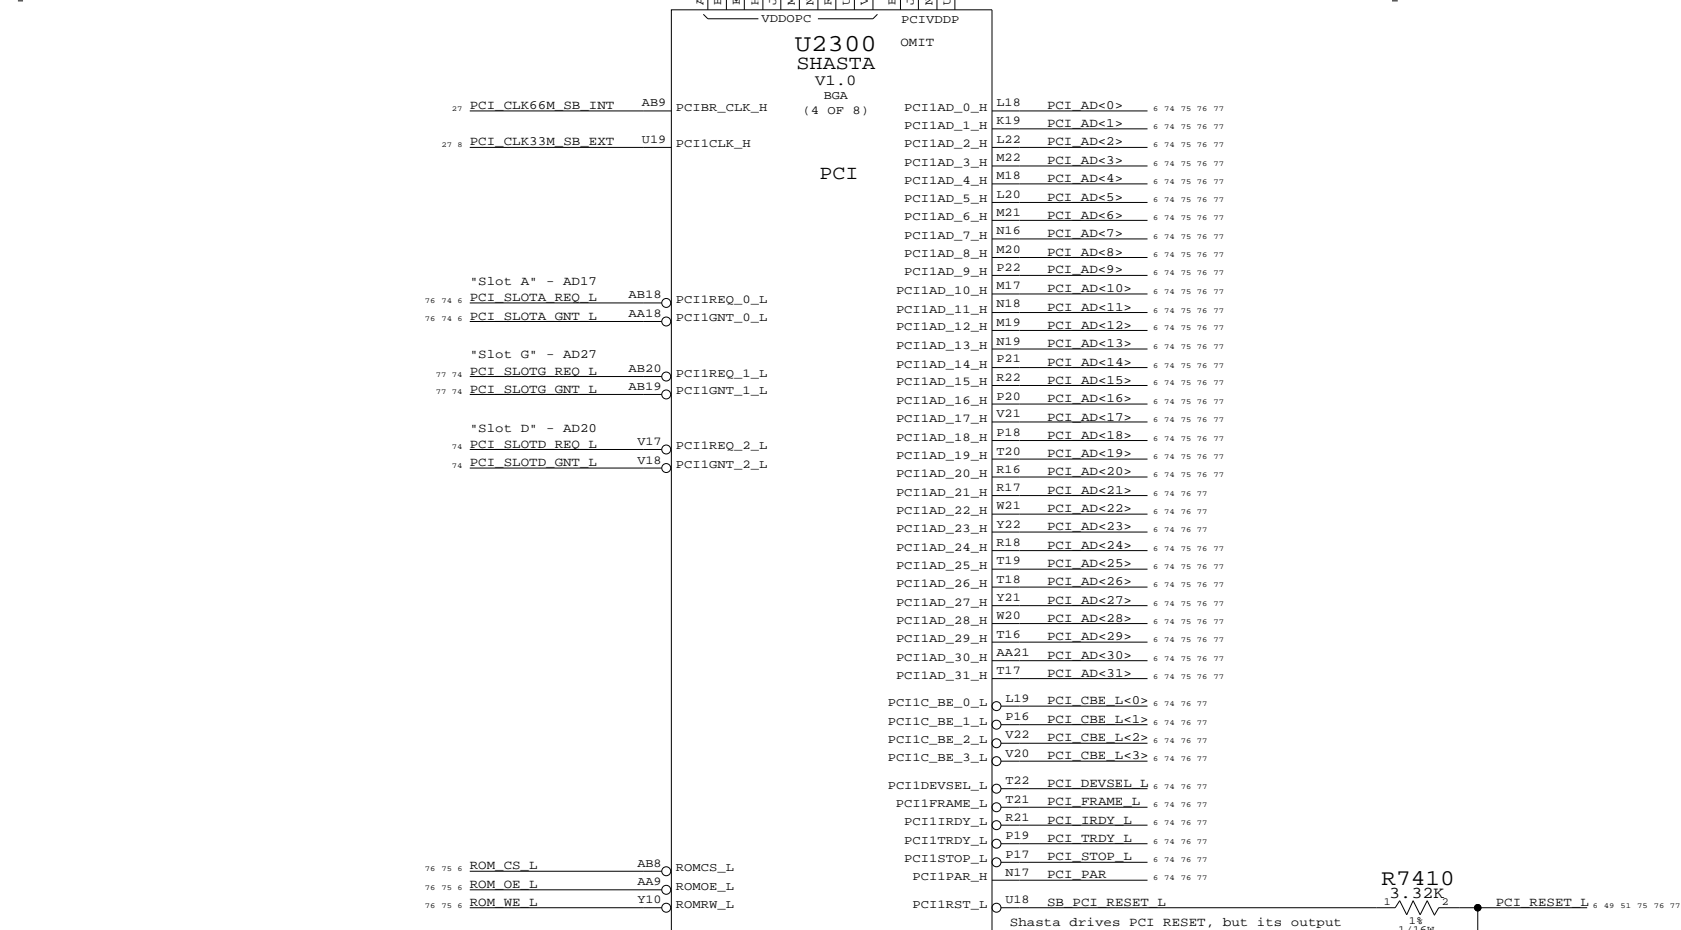 VDDOPC PCIVDDP
U2300 OMIT
SHASTA
V1.0
BGA
(4 OF 8)
PCI
27 PCI_CLK66M_SB_INT AB9 PCIBR_CLK_H
27 8 PCI_CLK33M_SB_EXT U19 PCI1CLK_H
"Slot A" - AD17
76 74 6 PCI_SLOTA_REQ_L AB18 PCI1REQ_0_L
76 74 6 PCI_SLOTA_GNT_L AA18 PCI1GNT_0_L
"Slot G" - AD27
77 74 PCI_SLOTG_REQ_L AB20 PCI1REQ_1_L
77 74 PCI_SLOTG_GNT_L AB19 PCI1GNT_1_L
"Slot D" - AD20
74 PCI_SLOTD_REQ_L V17 PCI1REQ_2_L
74 PCI_SLOTD_GNT_L V18 PCI1GNT_2_L
76 75 6 ROM_CS_L AB8 ROMCS_L
76 75 6 ROM_OE_L AA9 ROMOE_L
76 75 6 ROM_WE_L Y10 ROMRW_L
PCI1AD_0_H L18 PCI_AD<0> 6 74 75 76 77
PCI1AD_1_H K19 PCI_AD<1> 6 74 75 76 77
PCI1AD_2_H L22 PCI_AD<2> 6 74 75 76 77
PCI1AD_3_H M22 PCI_AD<3> 6 74 75 76 77
PCI1AD_4_H M18 PCI_AD<4> 6 74 75 76 77
PCI1AD_5_H L20 PCI_AD<5> 6 74 75 76 77
PCI1AD_6_H M21 PCI_AD<6> 6 74 75 76 77
PCI1AD_7_H N16 PCI_AD<7> 6 74 75 76 77
PCI1AD_8_H M20 PCI_AD<8> 6 74 75 76 77
PCI1AD_9_H P22 PCI_AD<9> 6 74 75 76 77
PCI1AD_10_H M17 PCI_AD<10> 6 74 75 76 77
PCI1AD_11_H N18 PCI_AD<11> 6 74 75 76 77
PCI1AD_12_H M19 PCI_AD<12> 6 74 75 76 77
PCI1AD_13_H N19 PCI_AD<13> 6 74 75 76 77
PCI1AD_14_H P21 PCI_AD<14> 6 74 75 76 77
PCI1AD_15_H R22 PCI_AD<15> 6 74 75 76 77
PCI1AD_16_H P20 PCI_AD<16> 6 74 75 76 77
PCI1AD_17_H V21 PCI_AD<17> 6 74 75 76 77
PCI1AD_18_H P18 PCI_AD<18> 6 74 75 76 77
PCI1AD_19_H T20 PCI_AD<19> 6 74 75 76 77
PCI1AD_20_H R16 PCI_AD<20> 6 74 75 76 77
PCI1AD_21_H R17 PCI_AD<21> 6 74 76 77
PCI1AD_22_H W21 PCI_AD<22> 6 74 76 77
PCI1AD_23_H Y22 PCI_AD<23> 6 74 76 77
PCI1AD_24_H R18 PCI_AD<24> 6 74 75 76 77
PCI1AD_25_H T19 PCI_AD<25> 6 74 75 76 77
PCI1AD_26_H T18 PCI_AD<26> 6 74 75 76 77
PCI1AD_27_H Y21 PCI_AD<27> 6 74 75 76 77
PCI1AD_28_H W20 PCI_AD<28> 6 74 75 76 77
PCI1AD_29_H T16 PCI_AD<29> 6 74 75 76 77
PCI1AD_30_H AA21 PCI_AD<30> 6 74 75 76 77
PCI1AD_31_H T17 PCI_AD<31> 6 74 75 76 77
PCI1C_BE_0_L L19 PCI_CBE_L<0> 6 74 76 77
PCI1C_BE_1_L P16 PCI_CBE_L<1> 6 74 76 77
PCI1C_BE_2_L V22 PCI_CBE_L<2> 6 74 76 77
PCI1C_BE_3_L V20 PCI_CBE_L<3> 6 74 76 77
PCI1DEVSEL_L T22 PCI_DEVSEL_L 6 74 76 77
PCI1FRAME_L T21 PCI_FRAME_L 6 74 76 77
PCI1IRDY_L R21 PCI_IRDY_L 6 74 76 77
PCI1TRDY_L P19 PCI_TRDY_L 6 74 76 77
PCI1STOP_L P17 PCI_STOP_L 6 74 76 77
PCI1PAR_H N17 PCI_PAR 6 74 76 77
PCI1RST_L U18 SB_PCI_RESET_L
R7410
3.32K
1 2 PCI_RESET_L 6 49 51 75 76 77
1%
1/16W
Shasta drives PCI RESET, but its output